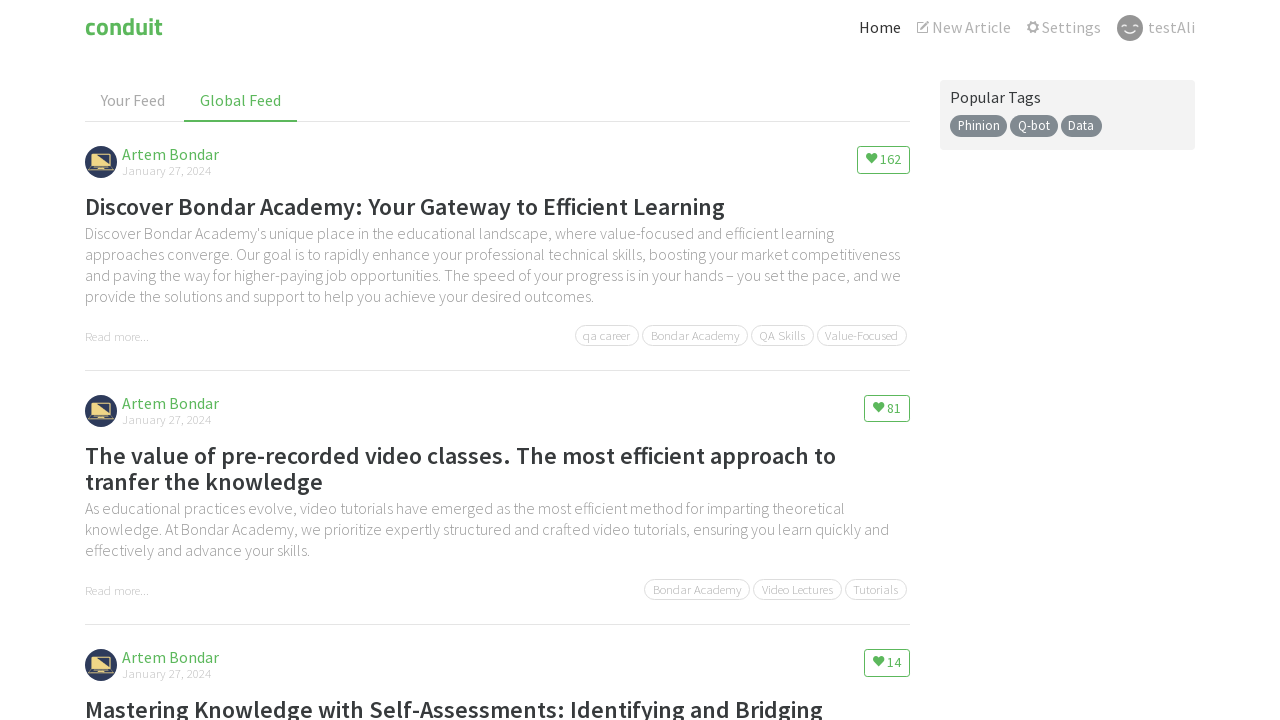 conduit
Home
New Article
Settings
testAli
Your Feed
Global Feed
Popular Tags
Phinion
Q-bot
Data
Artem Bondar
January 27, 2024
162
Discover Bondar Academy: Your Gateway to Efficient Learning
Discover Bondar Academy's unique place in the educational landscape, where value-focused and efficient learning
approaches converge. Our goal is to rapidly enhance your professional technical skills, boosting your market competitiveness
and paving the way for higher-paying job opportunities. The speed of your progress is in your hands – you set the pace, and we
provide the solutions and support to help you achieve your desired outcomes.
Read more...
qa career
Bondar Academy
QA Skills
Value-Focused
Artem Bondar
January 27, 2024
81
The value of pre-recorded video classes. The most efficient approach to
tranfer the knowledge
As educational practices evolve, video tutorials have emerged as the most efficient method for imparting theoretical
knowledge. At Bondar Academy, we prioritize expertly structured and crafted video tutorials, ensuring you learn quickly and
effectively and advance your skills.
Read more...
Bondar Academy
Video Lectures
Tutorials
Artem Bondar
January 27, 2024
14
Mastering Knowledge with Self-Assessments: Identifying and Bridging